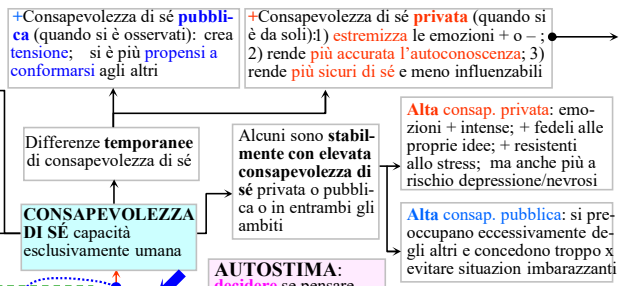 +Consapevolezza di sé pubbli-
ca (quando si è osservati): crea
tensione; si è più propensi a
conformarsi agli altri
+Consapevolezza di sé privata (quando si
è da soli):1) estremizza le emozioni + o – ;
2) rende più accurata l’autoconoscenza; 3)
rende più sicuri di sé e meno influenzabili
Differenze temporanee
di consapevolezza di sé
Alcuni sono stabil-
mente con elevata
consapevolezza di
sé privata o pubbli-
ca o in entrambi gli
ambiti
Alta consap. privata: emo-
zioni + intense; + fedeli alle
proprie idee; + resistenti
allo stress; ma anche più a
rischio depressione/nevrosi
CONSAPEVOLEZZA
DI SÉ capacità
esclusivamente umana
Alta consap. pubblica: si pre-
occupano eccessivamente de-
gli altri e concedono troppo x
evitare situazion imbarazzanti
AUTOSTIMA:
decidere se pensare